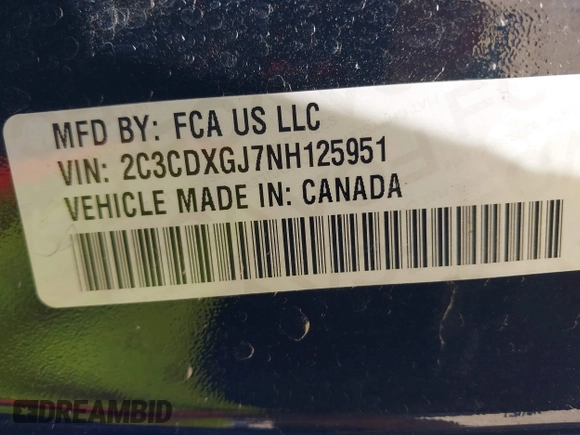 MFD BY: FCA US LLC
VIN: 2C3CDXGJ7NH125951
VEHICLE MADE IN: CANADA
DREAMBID